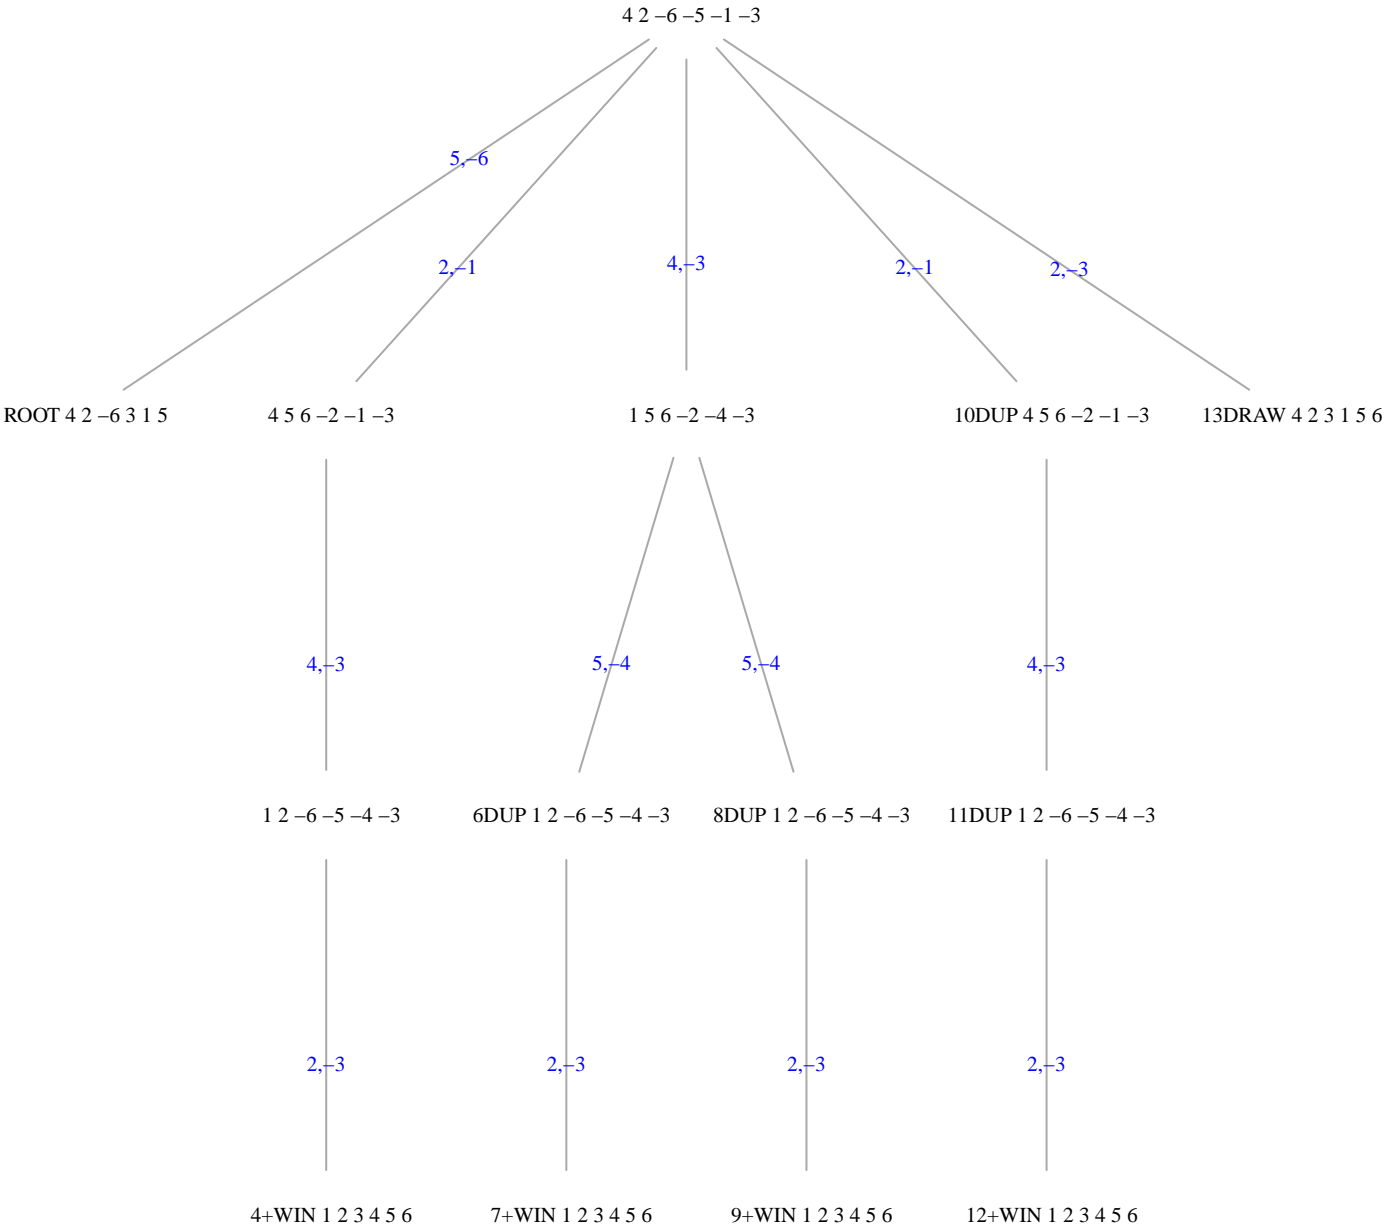 4 2 –6 –5 –1 –3
5,–6
2,–1
4,–3
2,–1
2,–3
ROOT 4 2 –6 3 1 5
4 5 6 –2 –1 –3
1 5 6 –2 –4 –3
10DUP 4 5 6 –2 –1 –3
13DRAW 4 2 3 1 5 6
4,–3
5,–4
5,–4
4,–3
1 2 –6 –5 –4 –3
6DUP 1 2 –6 –5 –4 –3
8DUP 1 2 –6 –5 –4 –3
11DUP 1 2 –6 –5 –4 –3
2,–3
2,–3
2,–3
2,–3
4+WIN 1 2 3 4 5 6
7+WIN 1 2 3 4 5 6
9+WIN 1 2 3 4 5 6
12+WIN 1 2 3 4 5 6